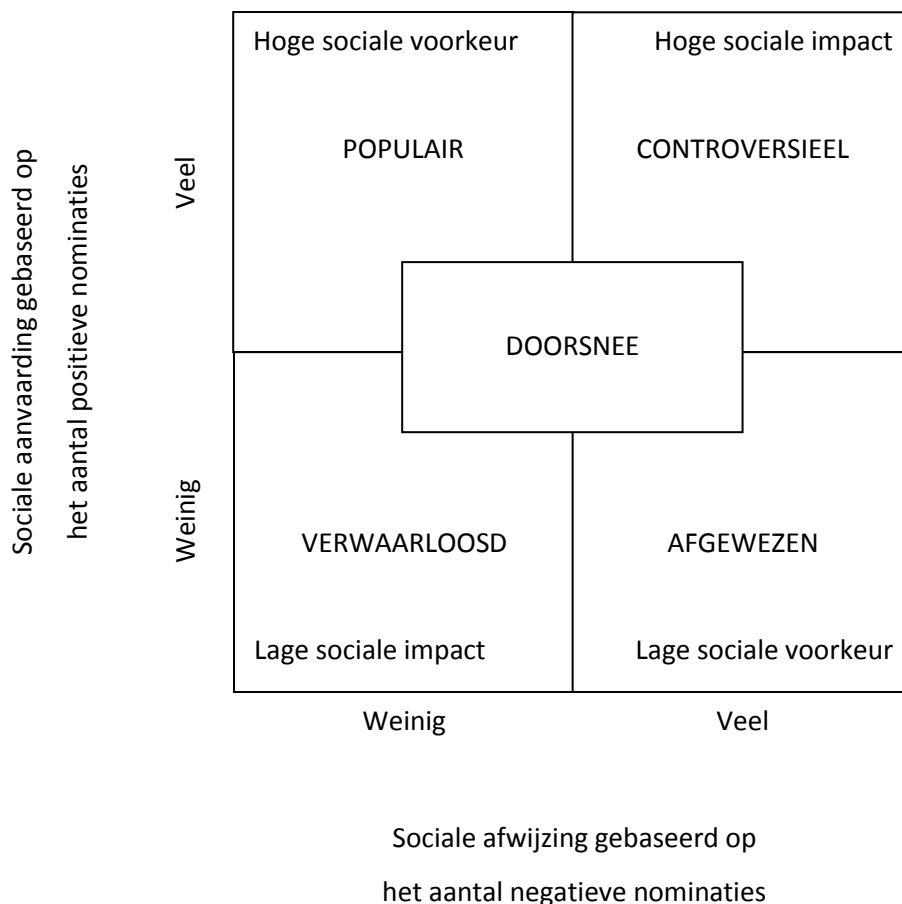 Sociale aanvaarding gebaseerd op
het aantal positieve nominaties
Veel
Weinig
Hoge sociale voorkeur
Hoge sociale impact
POPULAIR
CONTROVERSIEEL
DOORSNEE
VERWAARLOOSD
AFGEWEZEN
Lage sociale impact
Lage sociale voorkeur
Weinig
Veel
Sociale afwijzing gebaseerd op
het aantal negatieve nominaties